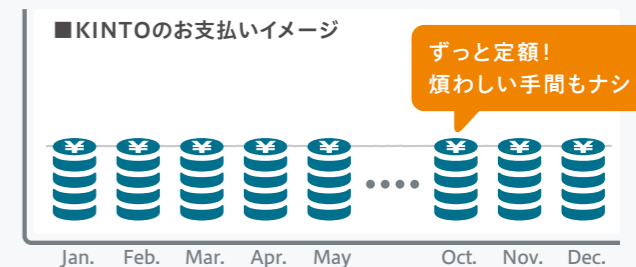 ■KINTOのお支払いイメージ
ずっと定額！
煩わしい手間もナシ
¥ ¥ ¥ ¥ ¥ ¥ ¥ ¥
Jan. Feb. Mar. Apr. May Oct. Nov. Dec.